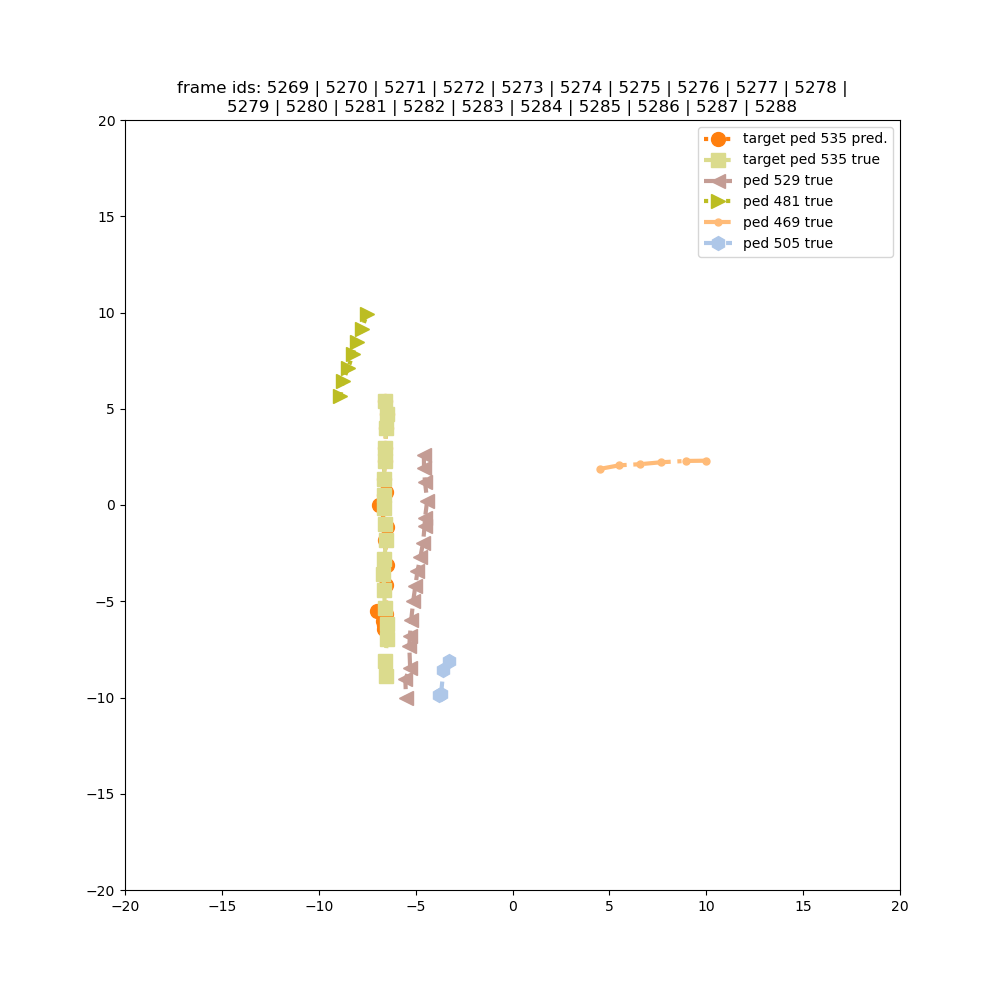 frame ids: 5269 | 5270 | 5271 | 5272 | 5273 | 5274 | 5275 | 5276 | 5277 | 5278 |
5279 | 5280 | 5281 | 5282 | 5283 | 5284 | 5285 | 5286 | 5287 | 5288
target ped 535 pred.
target ped 535 true
ped 529 true
ped 481 true
ped 469 true
ped 505 true
20
15
10
5
0
−5
−10
−15
−20
−20 −15 −10 −5 0 5 10 15 20